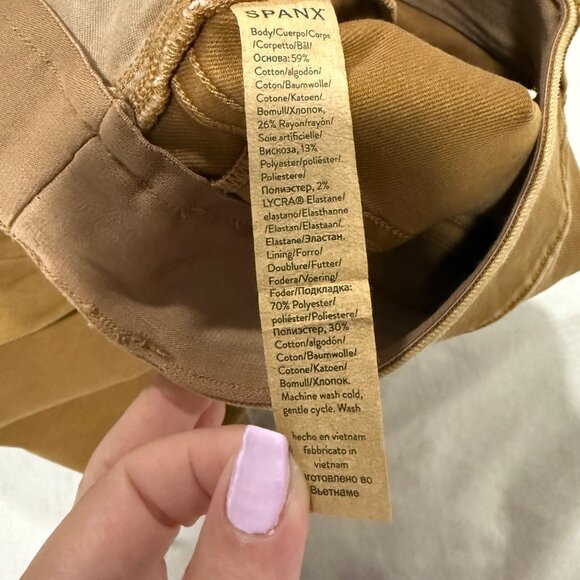 SPANX
Body/Cuerpo/Corps
/Corpetto/Bāl/
Основа: 59%
Cotton/algodón/
Coton/Baumwolle/
Cotone/Katoen/
Bomull/Хлопок,
26% Rayon/rayón/
Soie artificielle/
Вискоза, 13%
Polyester/poliéster/
Polyestere/
Полиэстер, 2%
LYCRA® Elastane/
elastano/Elasthanne
/Elastan/Elastaan/
Elastane/Эластан.
Lining/Forro/
Doublure/Futter/
Fodera/Voering/
Foder/Подкладка:
70% Polyester/
poliéster/Poliestere/
Полиэстер, 30%
Cotton/algodón/
Coton/Baumwolle/
Cotone/Katoen/
Bomull/Хлопок.
Machine wash cold,
gentle cycle. Wash
hecho en vietnam
fabbricato in
vietnam
зготовлено во
Вьетнаме